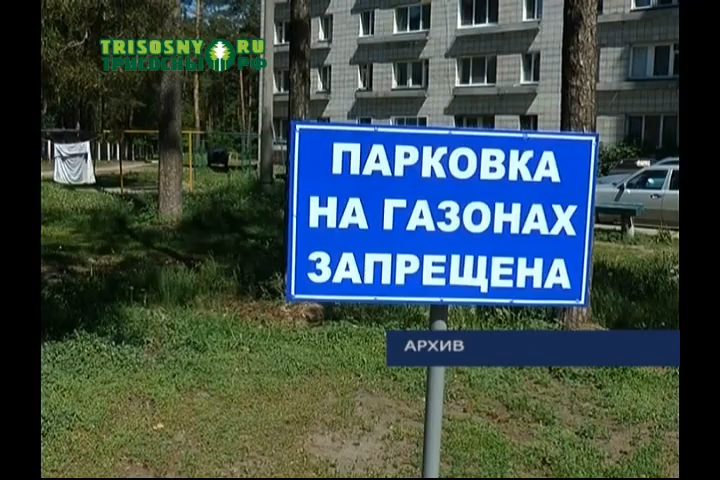 TRISOSNY.RU
ТРИСОСНЫ.РФ
ПАРКОВКА
НА ГАЗОНАХ
ЗАПРЕЩЕНА
АРХИВ